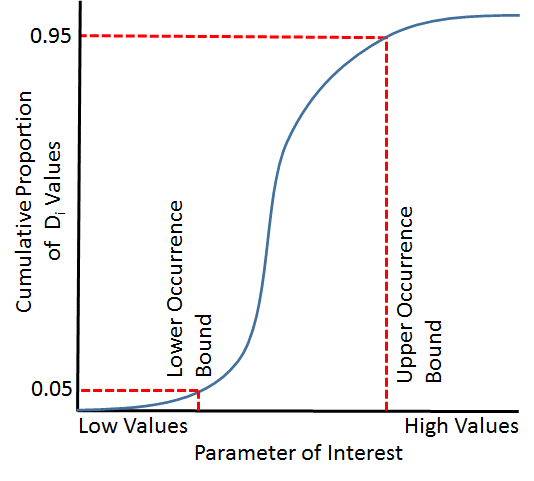 0.95
Cumulative Proportion
of Di Values
0.05
Lower Occurrence
Bound
Upper Occurrence
Bound
Low Values
High Values
Parameter of Interest